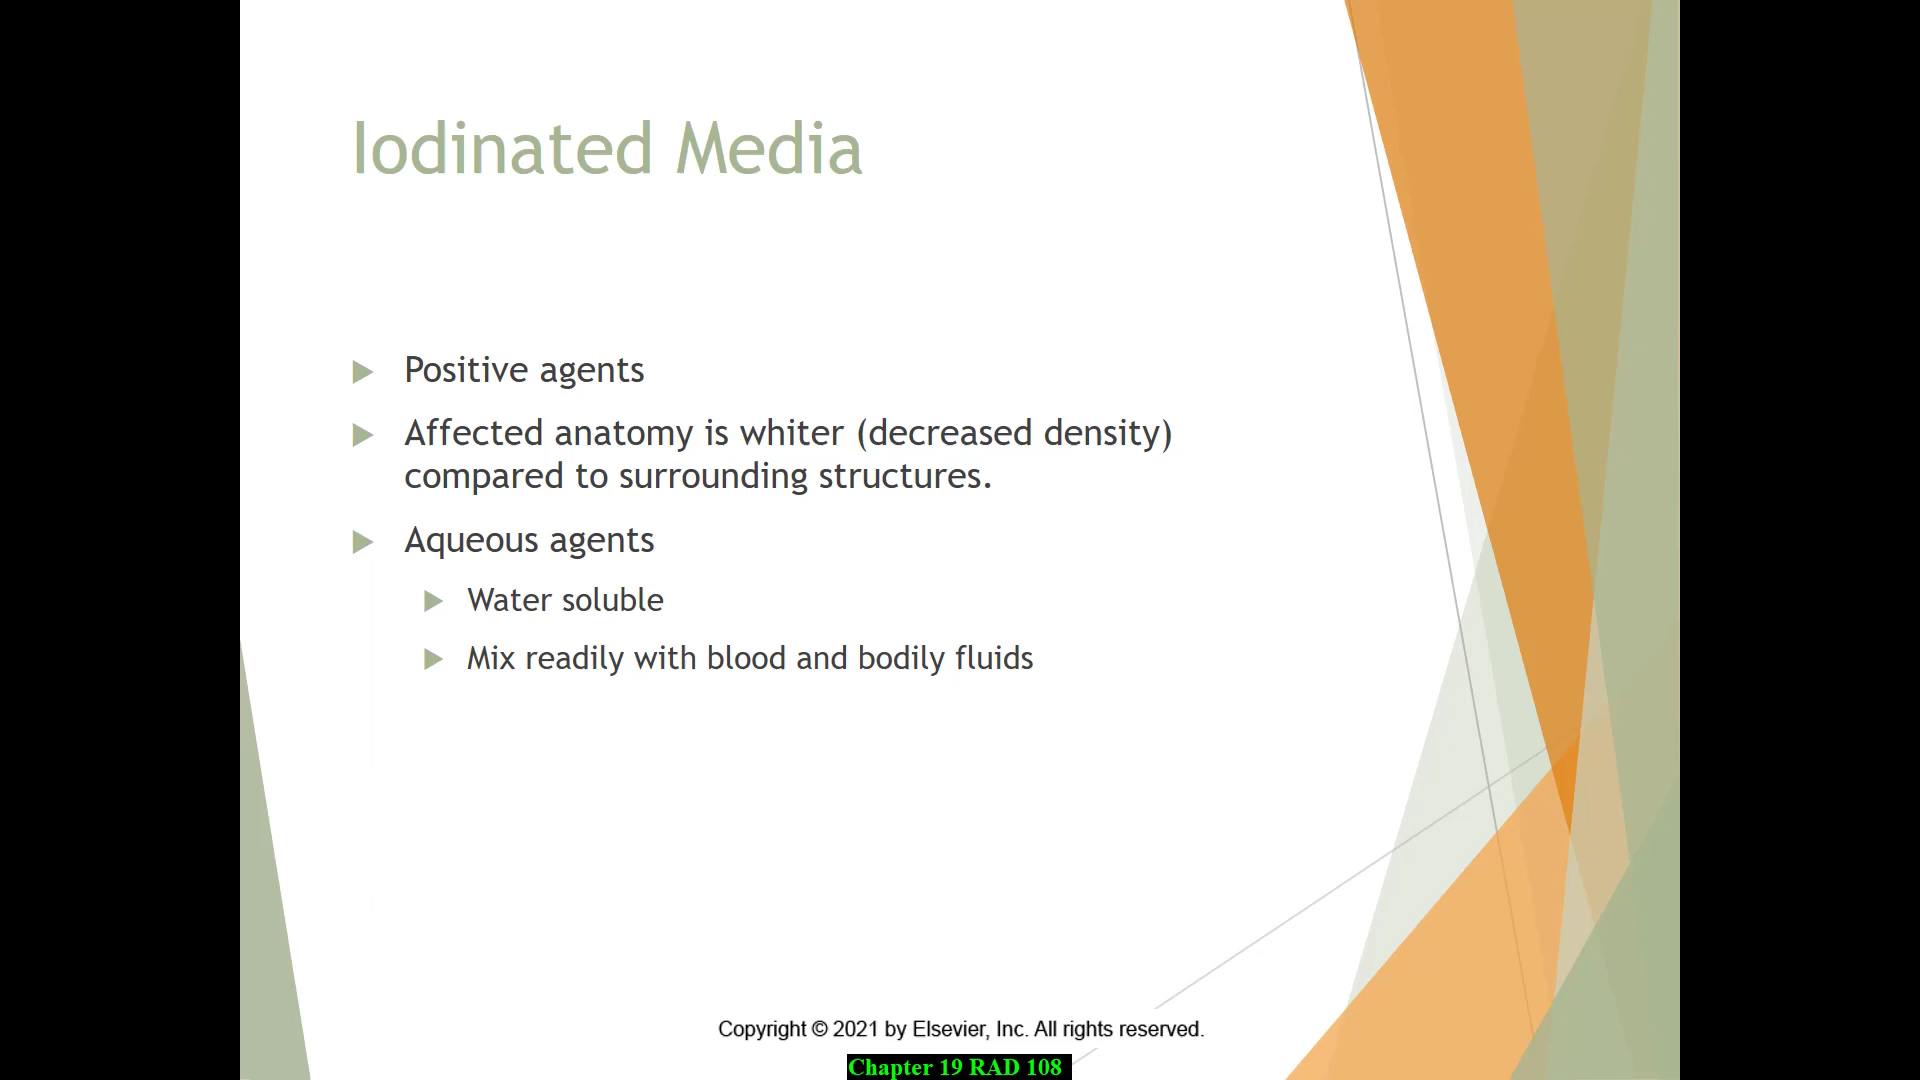 Iodinated Media
Positive agents
Affected anatomy is whiter (decreased density)
compared to surrounding structures.
Aqueous agents
Water soluble
Mix readily with blood and bodily fluids
Copyright © 2021 by Elsevier, Inc. All rights reserved.
Chapter 19 RAD 108